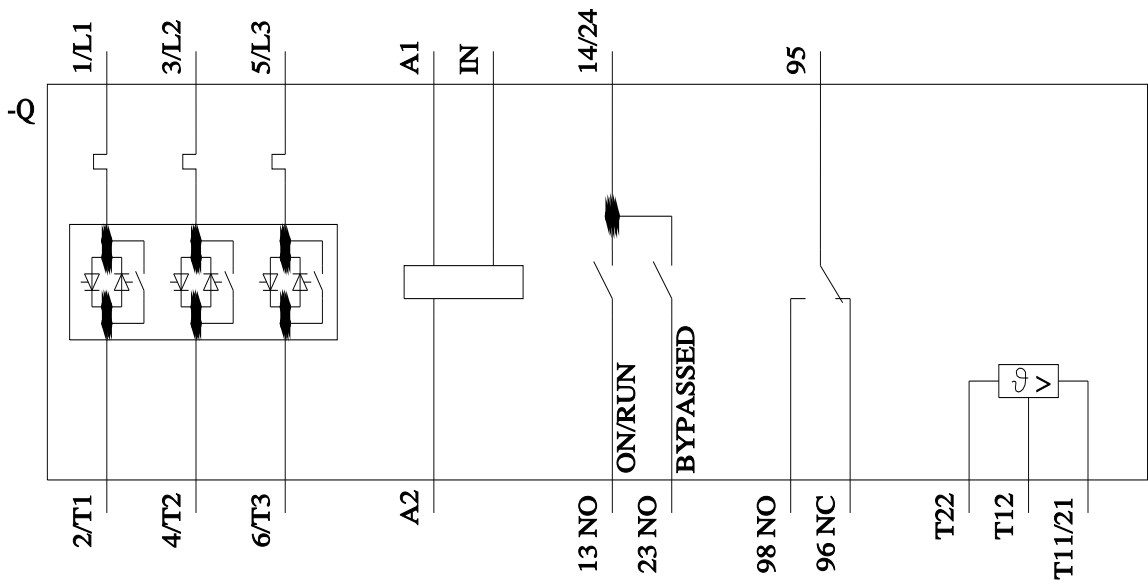 1/L1
3/L2
5/L3
A1
IN
14/24
95
-Q
ϑ >
ON/RUN
BYPASSED
2/T1
4/T2
6/T3
A2
13 NO
23 NO
98 NO
96 NC
T22
T12
T11/21